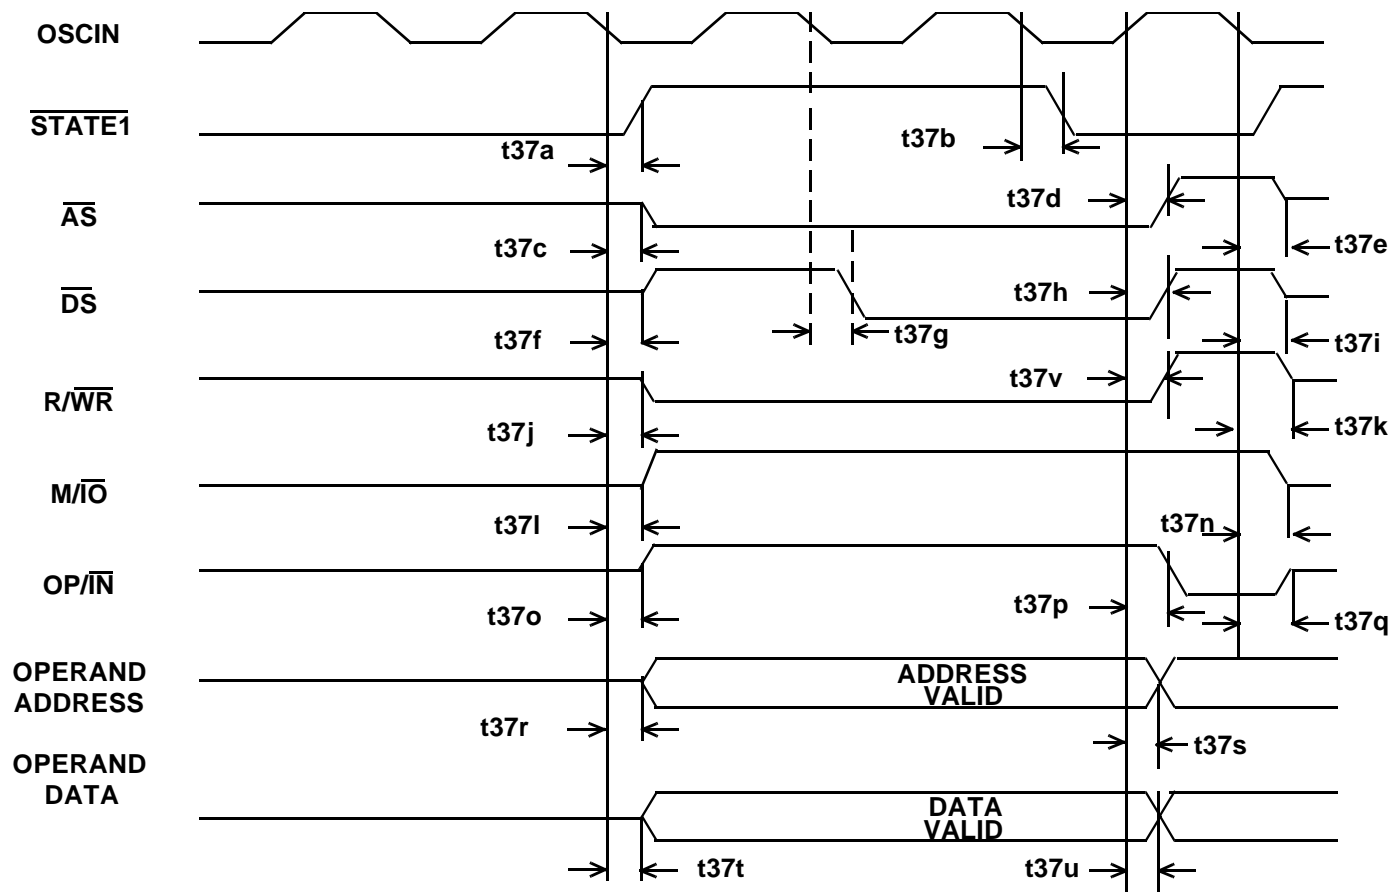 OSCIN
STATE1
t37a
t37b
AS
t37d
t37c
t37e
DS
t37h
t37f
t37g
t37i
R/WR
t37v
t37j
t37k
M/IO
t37l
t37n
OP/IN
t37o
t37p
t37q
OPERAND
ADDRESS
ADDRESS
VALID
t37r
t37s
OPERAND
DATA
DATA
VALID
t37t
t37u